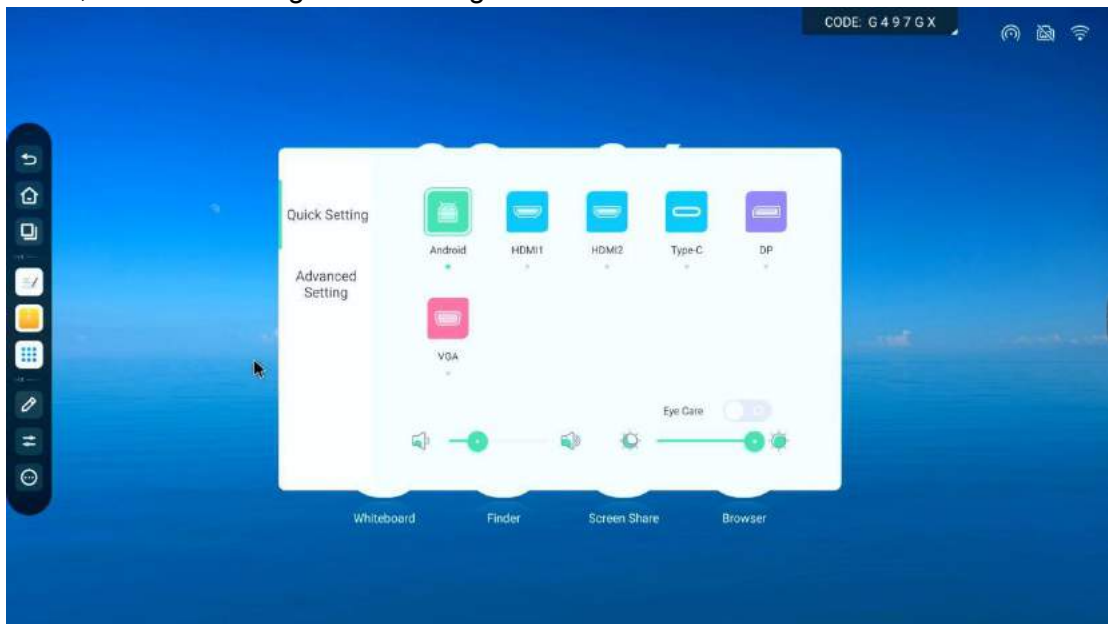 CODE: G497GX
Quick Setting
Advanced
Setting
Android
HDMI1
HDMI2
Type-C
DP
VGA
Eye Care
Whiteboard
Finder
Screen Share
Browser